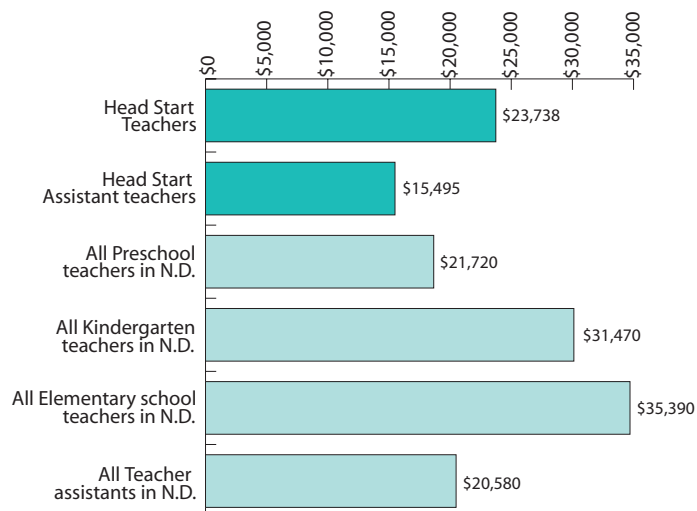 $0
$5,000
$10,000
$15,000
$20,000
$25,000
$30,000
$35,000
Head Start
Teachers
$23,738
Head Start
Assistant teachers
$15,495
All Preschool
teachers in N.D.
$21,720
All Kindergarten
teachers in N.D.
$31,470
All Elementary school
teachers in N.D.
$35,390
All Teacher
assistants in N.D.
$20,580